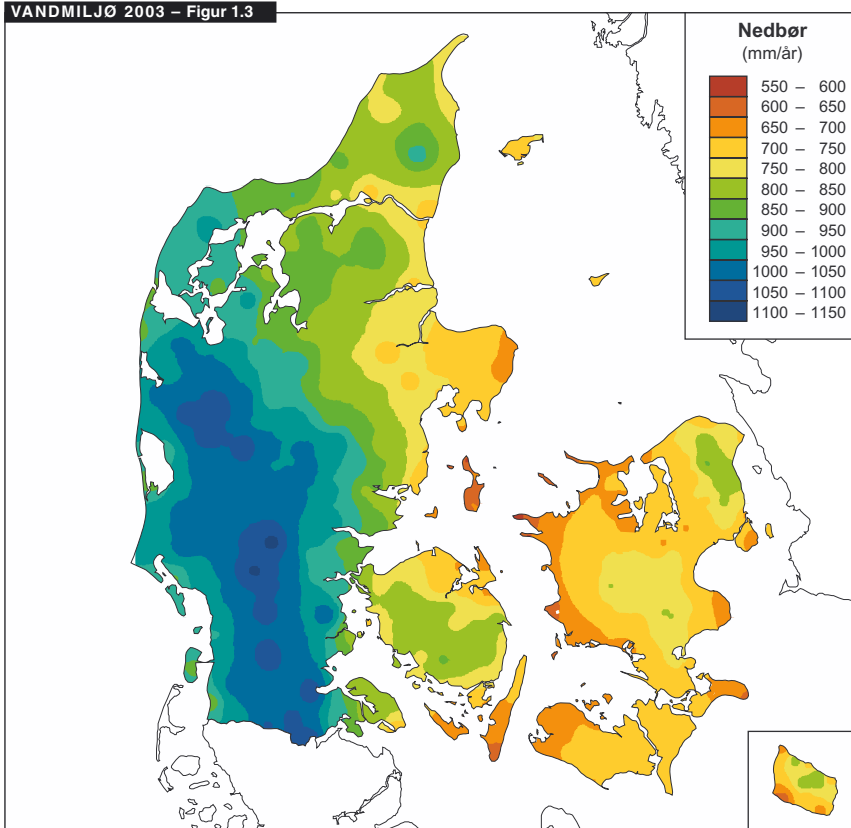 VANDMILJØ 2003 – Figur 1.3
Nedbør
(mm/år)
550 – 600
600 – 650
650 – 700
700 – 750
750 – 800
800 – 850
850 – 900
900 – 950
950 – 1000
1000 – 1050
1050 – 1100
1100 – 1150